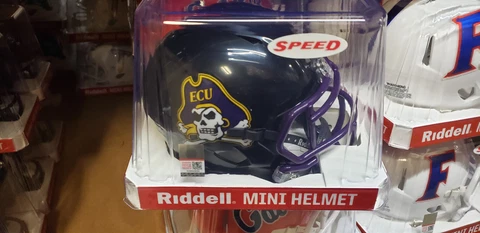 SPEED
ECU
Riddell MINI HELMET
Riddell
Riddell
F
F